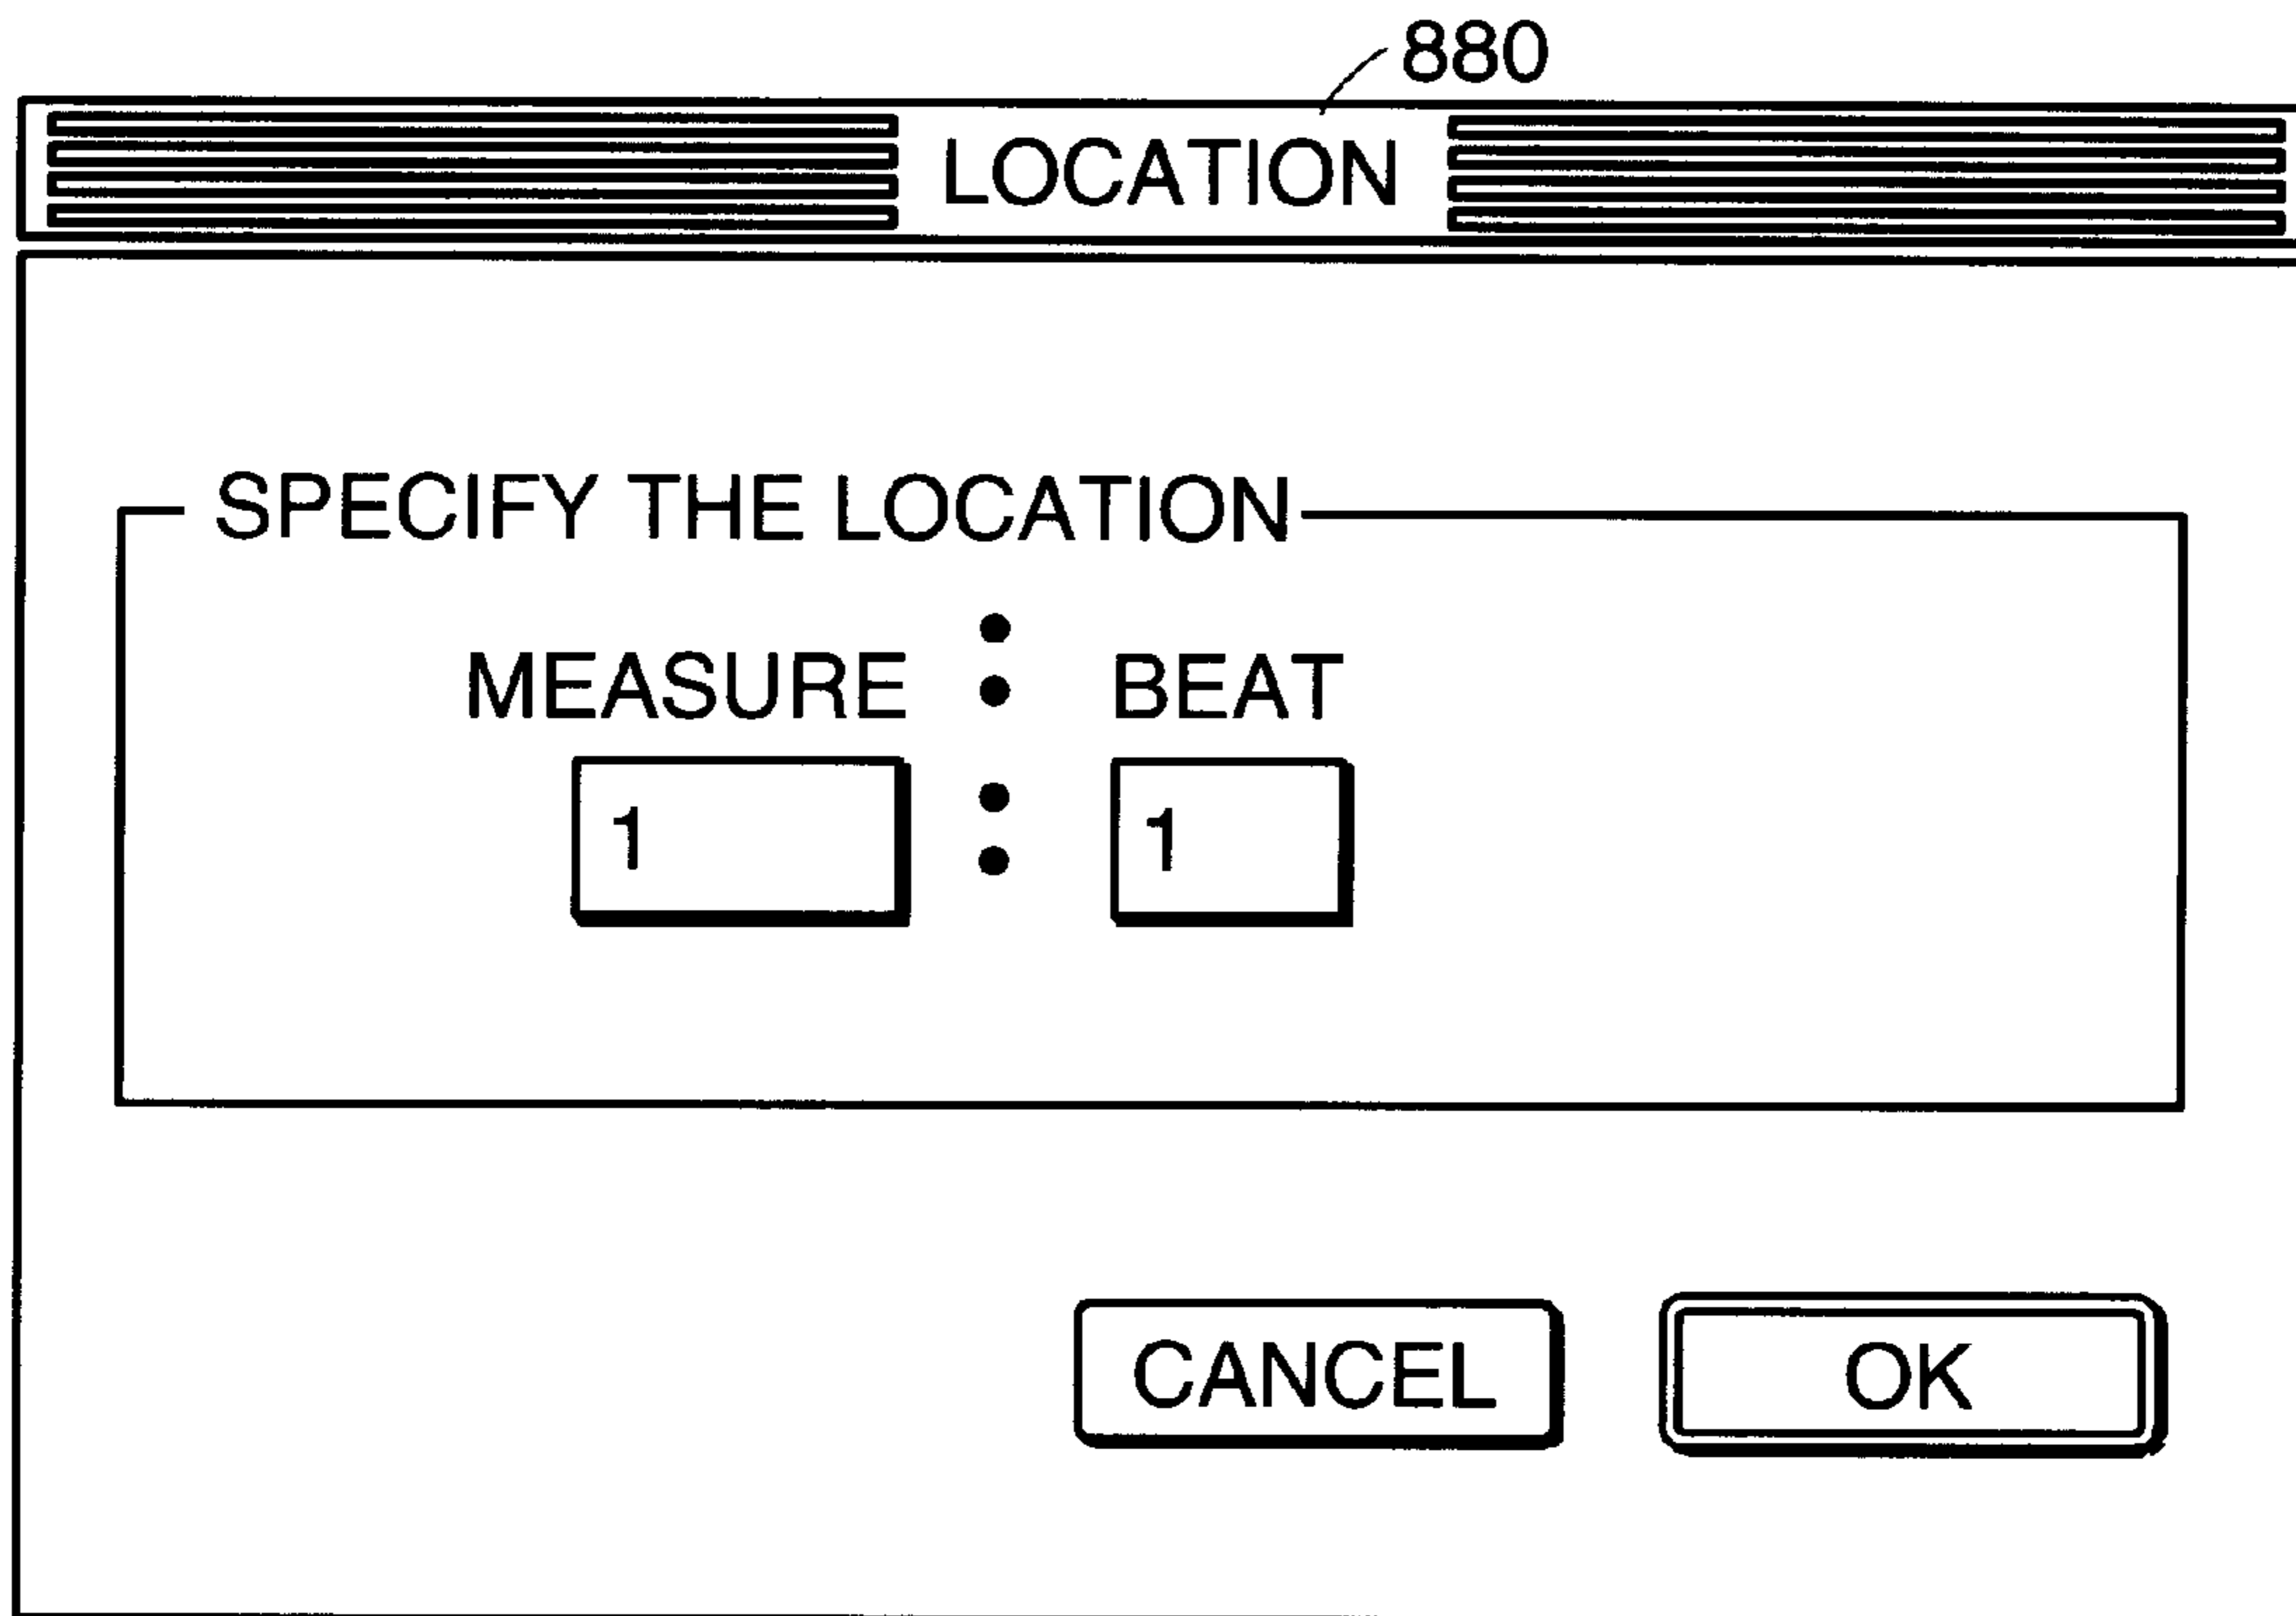 880
LOCATION
SPECIFY THE LOCATION
MEASURE : BEAT
1 : 1
CANCEL OK